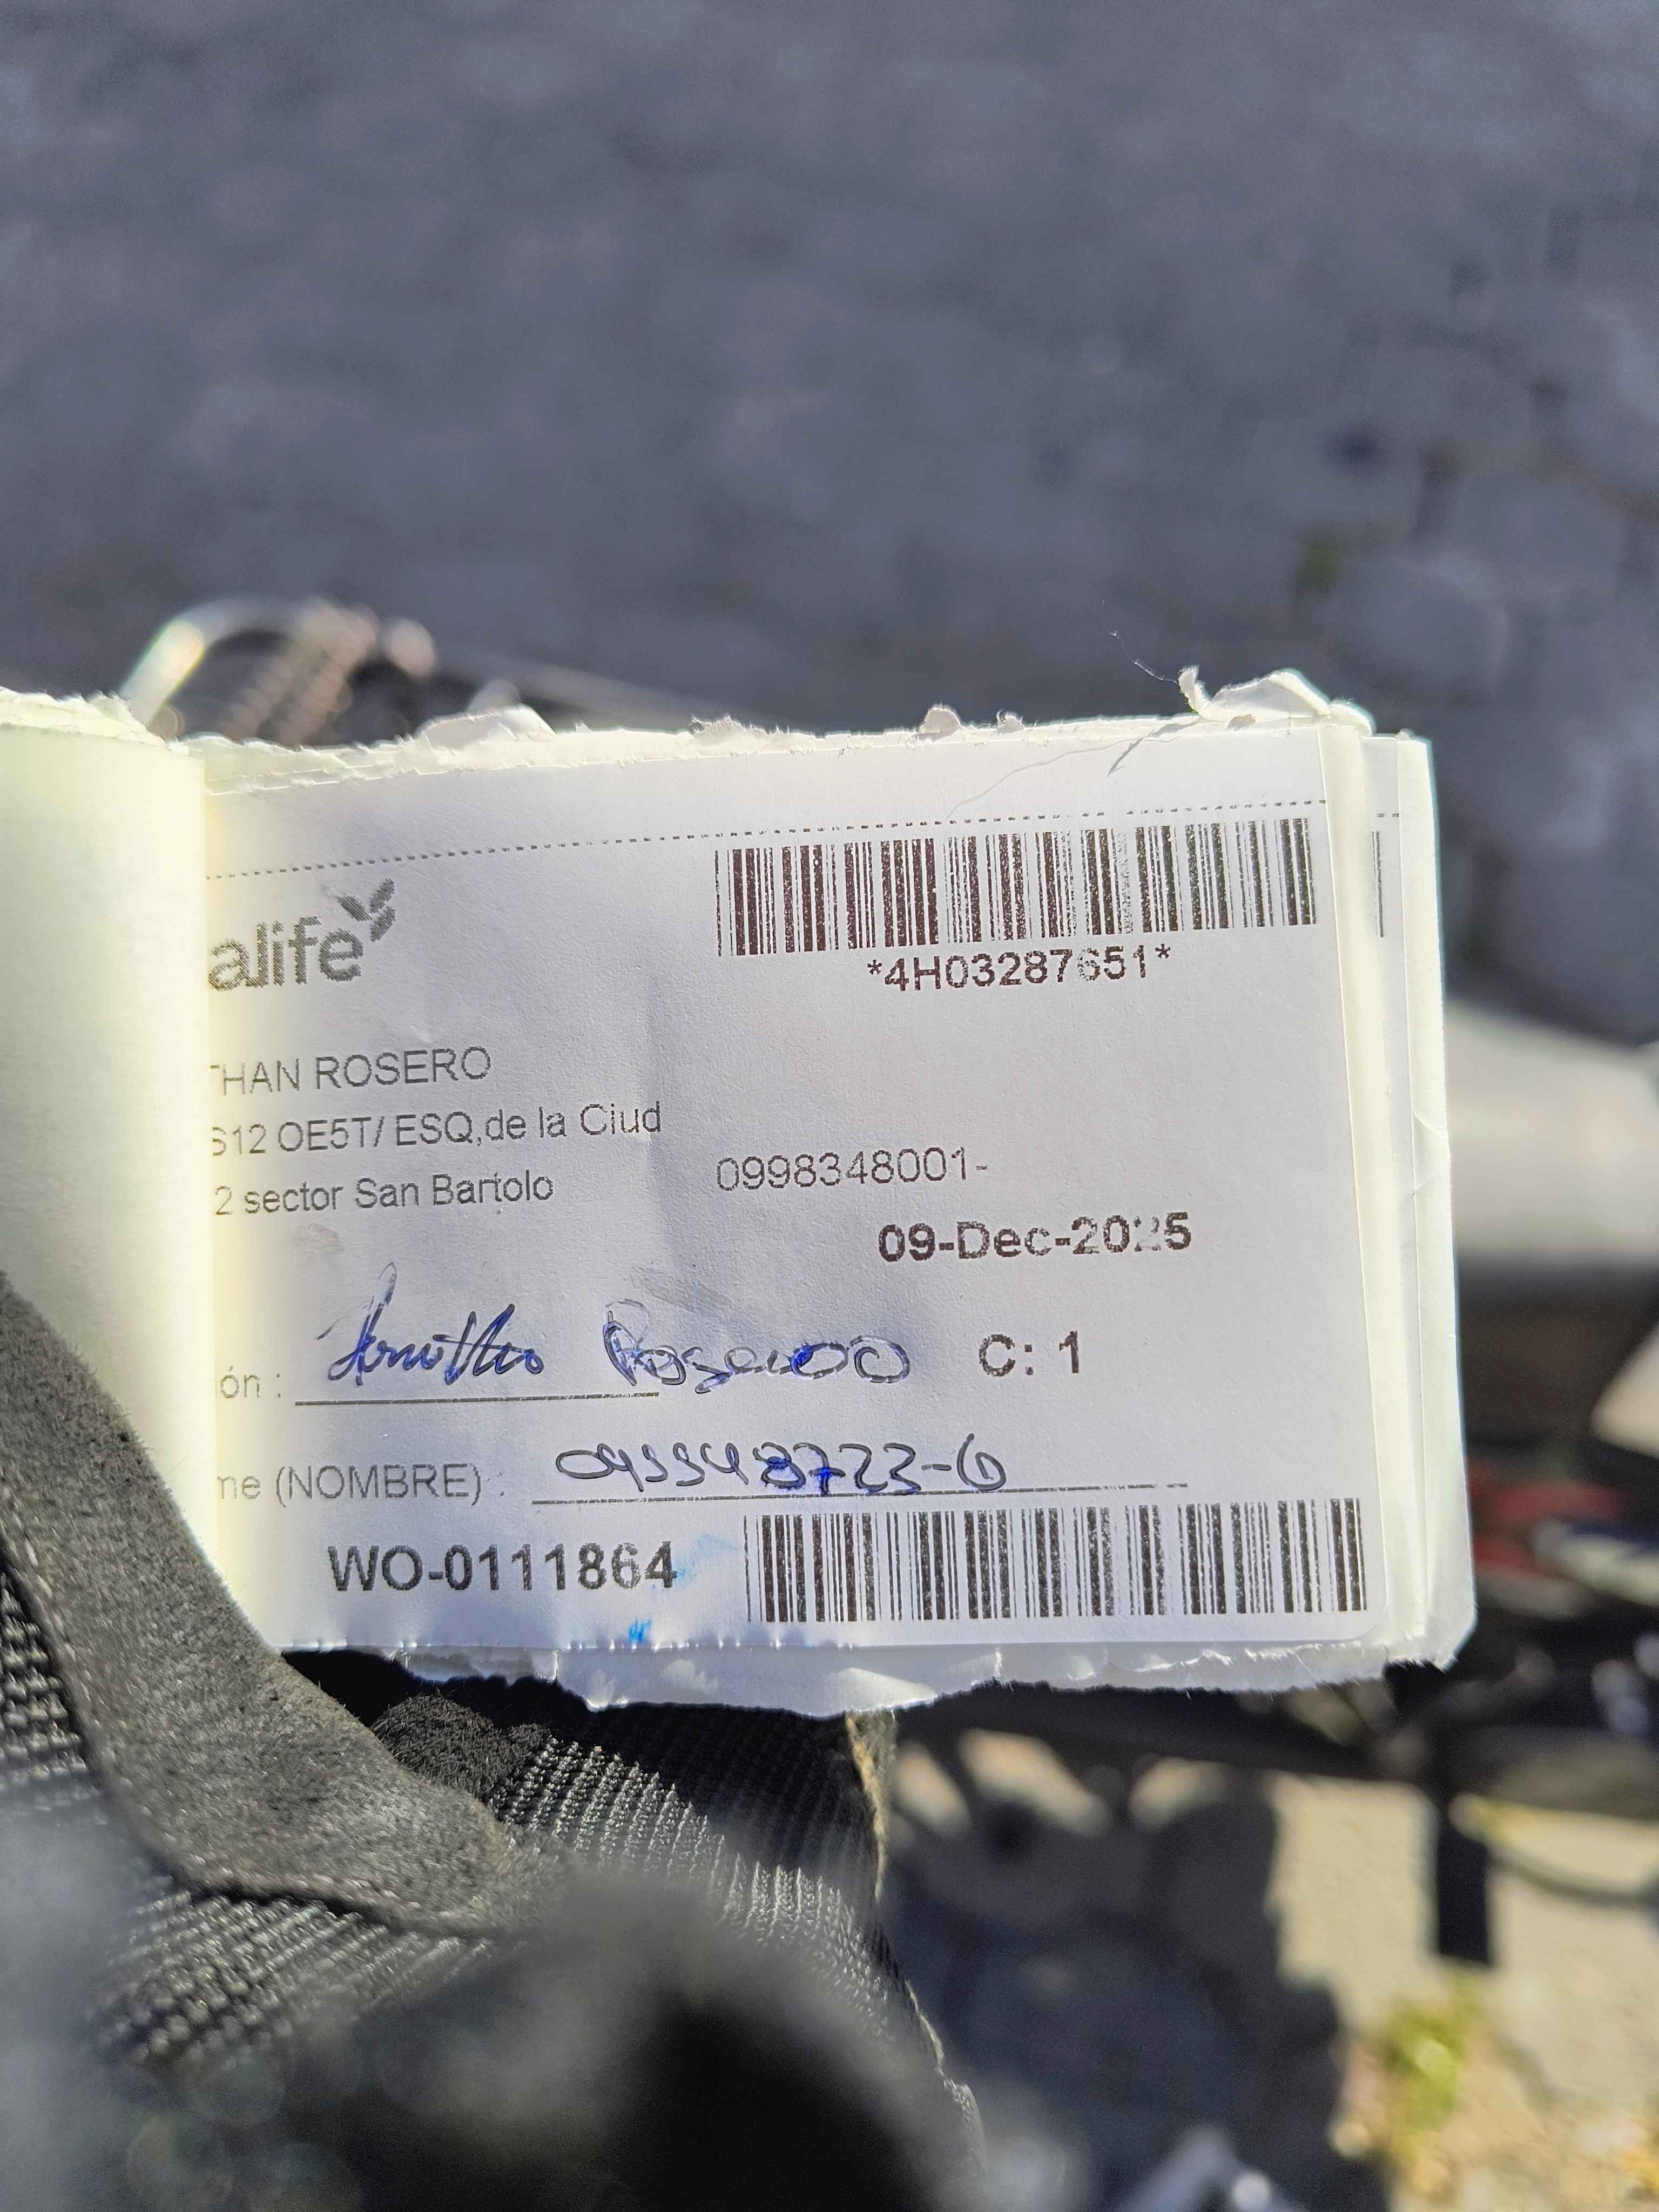 alife
*4H03287651*
THAN ROSERO
S12 OE5T/ ESQ,de la Ciud
2 sector San Bartolo
0998348001-
09-Dec-2025
ón : Rosero C: 1
me (NOMBRE) :
WO-0111864